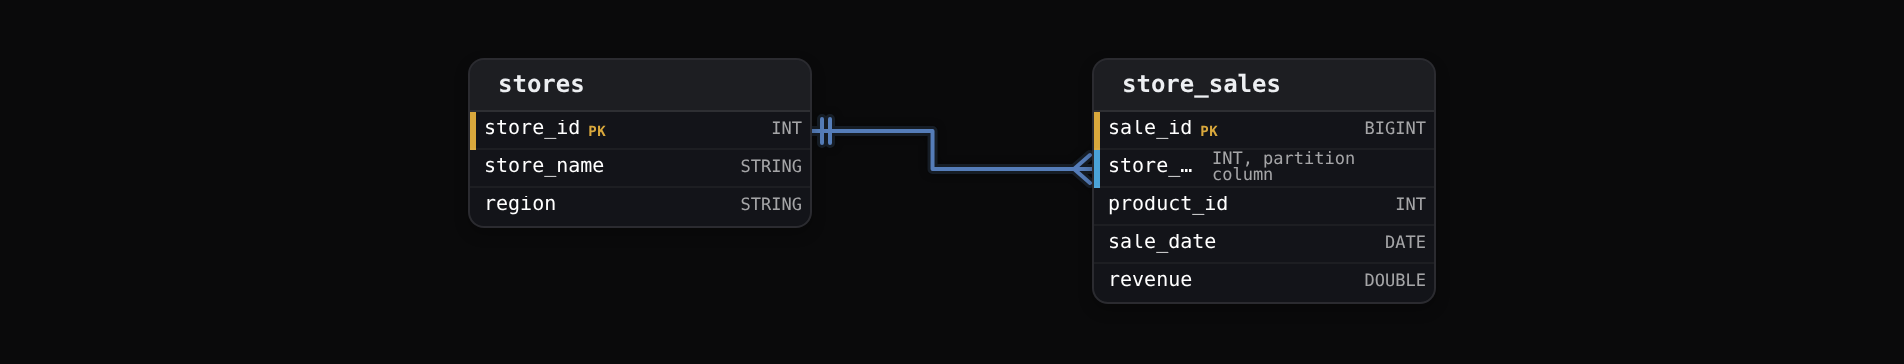 stores
store_id PK INT
store_name STRING
region STRING
store_sales
sale_id PK BIGINT
store_… INT, partition
column
product_id INT
sale_date DATE
revenue DOUBLE